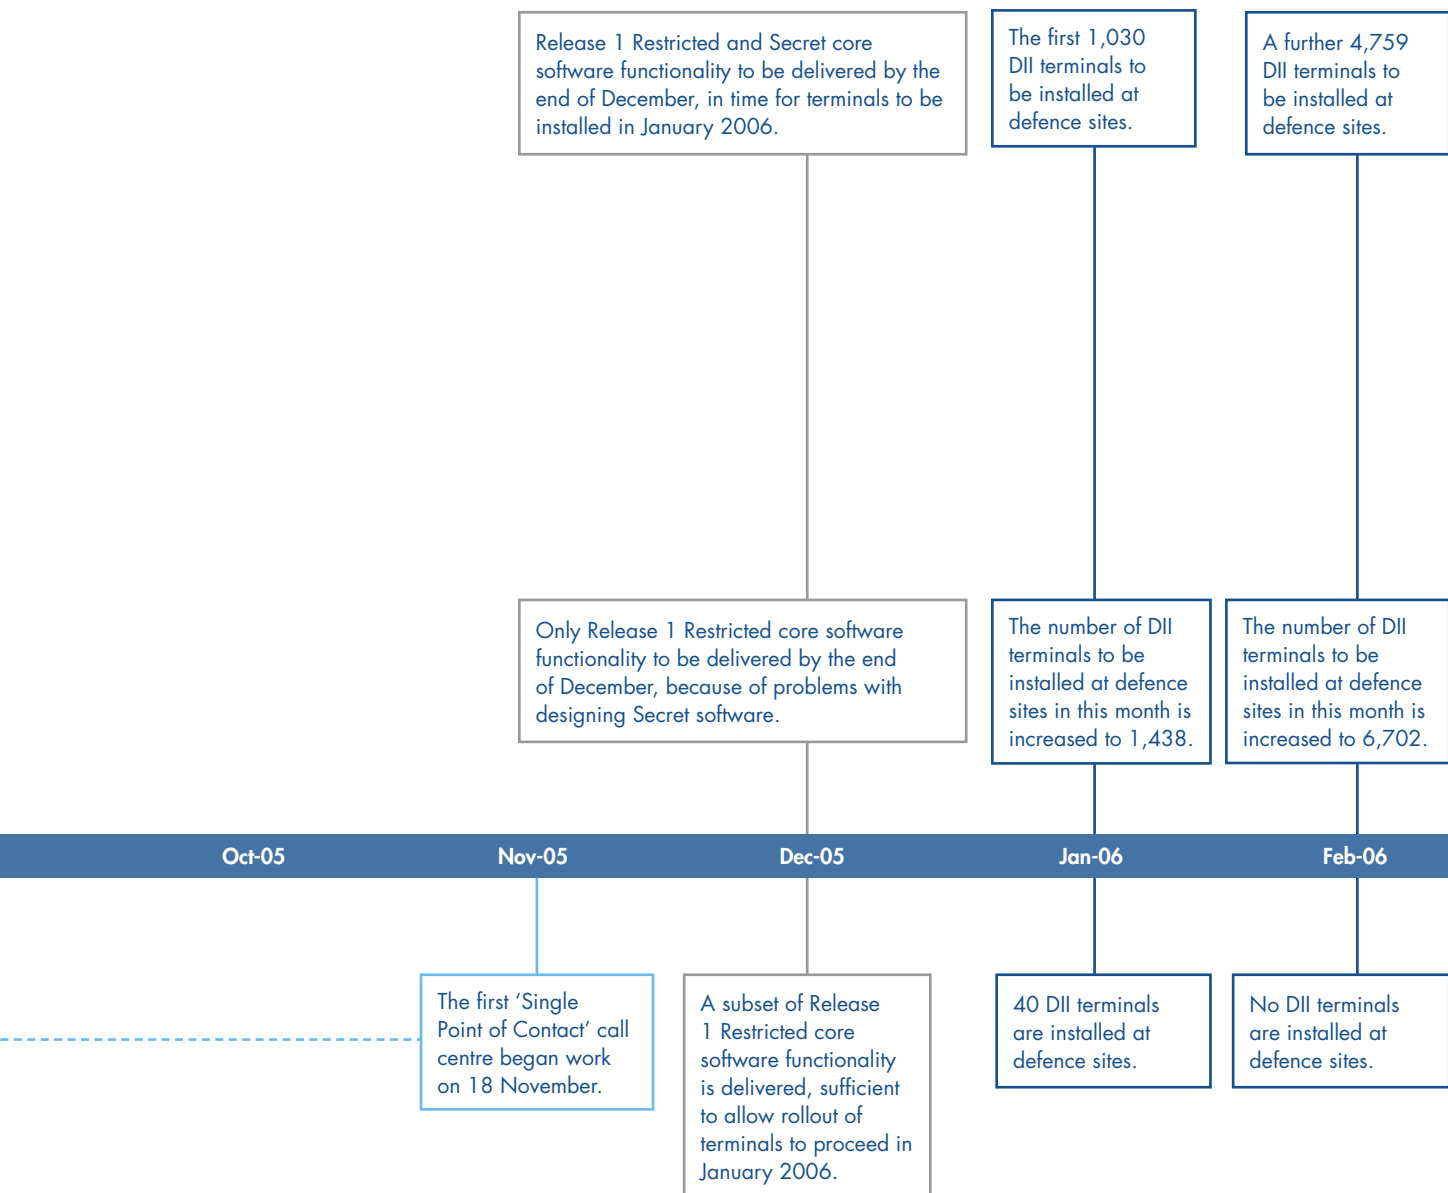 Release 1 Restricted and Secret core
software functionality to be delivered by the
end of December, in time for terminals to be
installed in January 2006.
The first 1,030
DII terminals to
be installed at
defence sites.
A further 4,759
DII terminals to
be installed at
defence sites.
Only Release 1 Restricted core software
functionality to be delivered by the end
of December, because of problems with
designing Secret software.
The number of DII
terminals to be
installed at defence
sites in this month is
increased to 1,438.
The number of DII
terminals to be
installed at defence
sites in this month is
increased to 6,702.
Oct-05
Nov-05
Dec-05
Jan-06
Feb-06
The first ‘Single
Point of Contact’ call
centre began work
on 18 November.
A subset of Release
1 Restricted core
software functionality
is delivered, sufficient
to allow rollout of
terminals to proceed in
January 2006.
40 DII terminals
are installed at
defence sites.
No DII terminals
are installed at
defence sites.